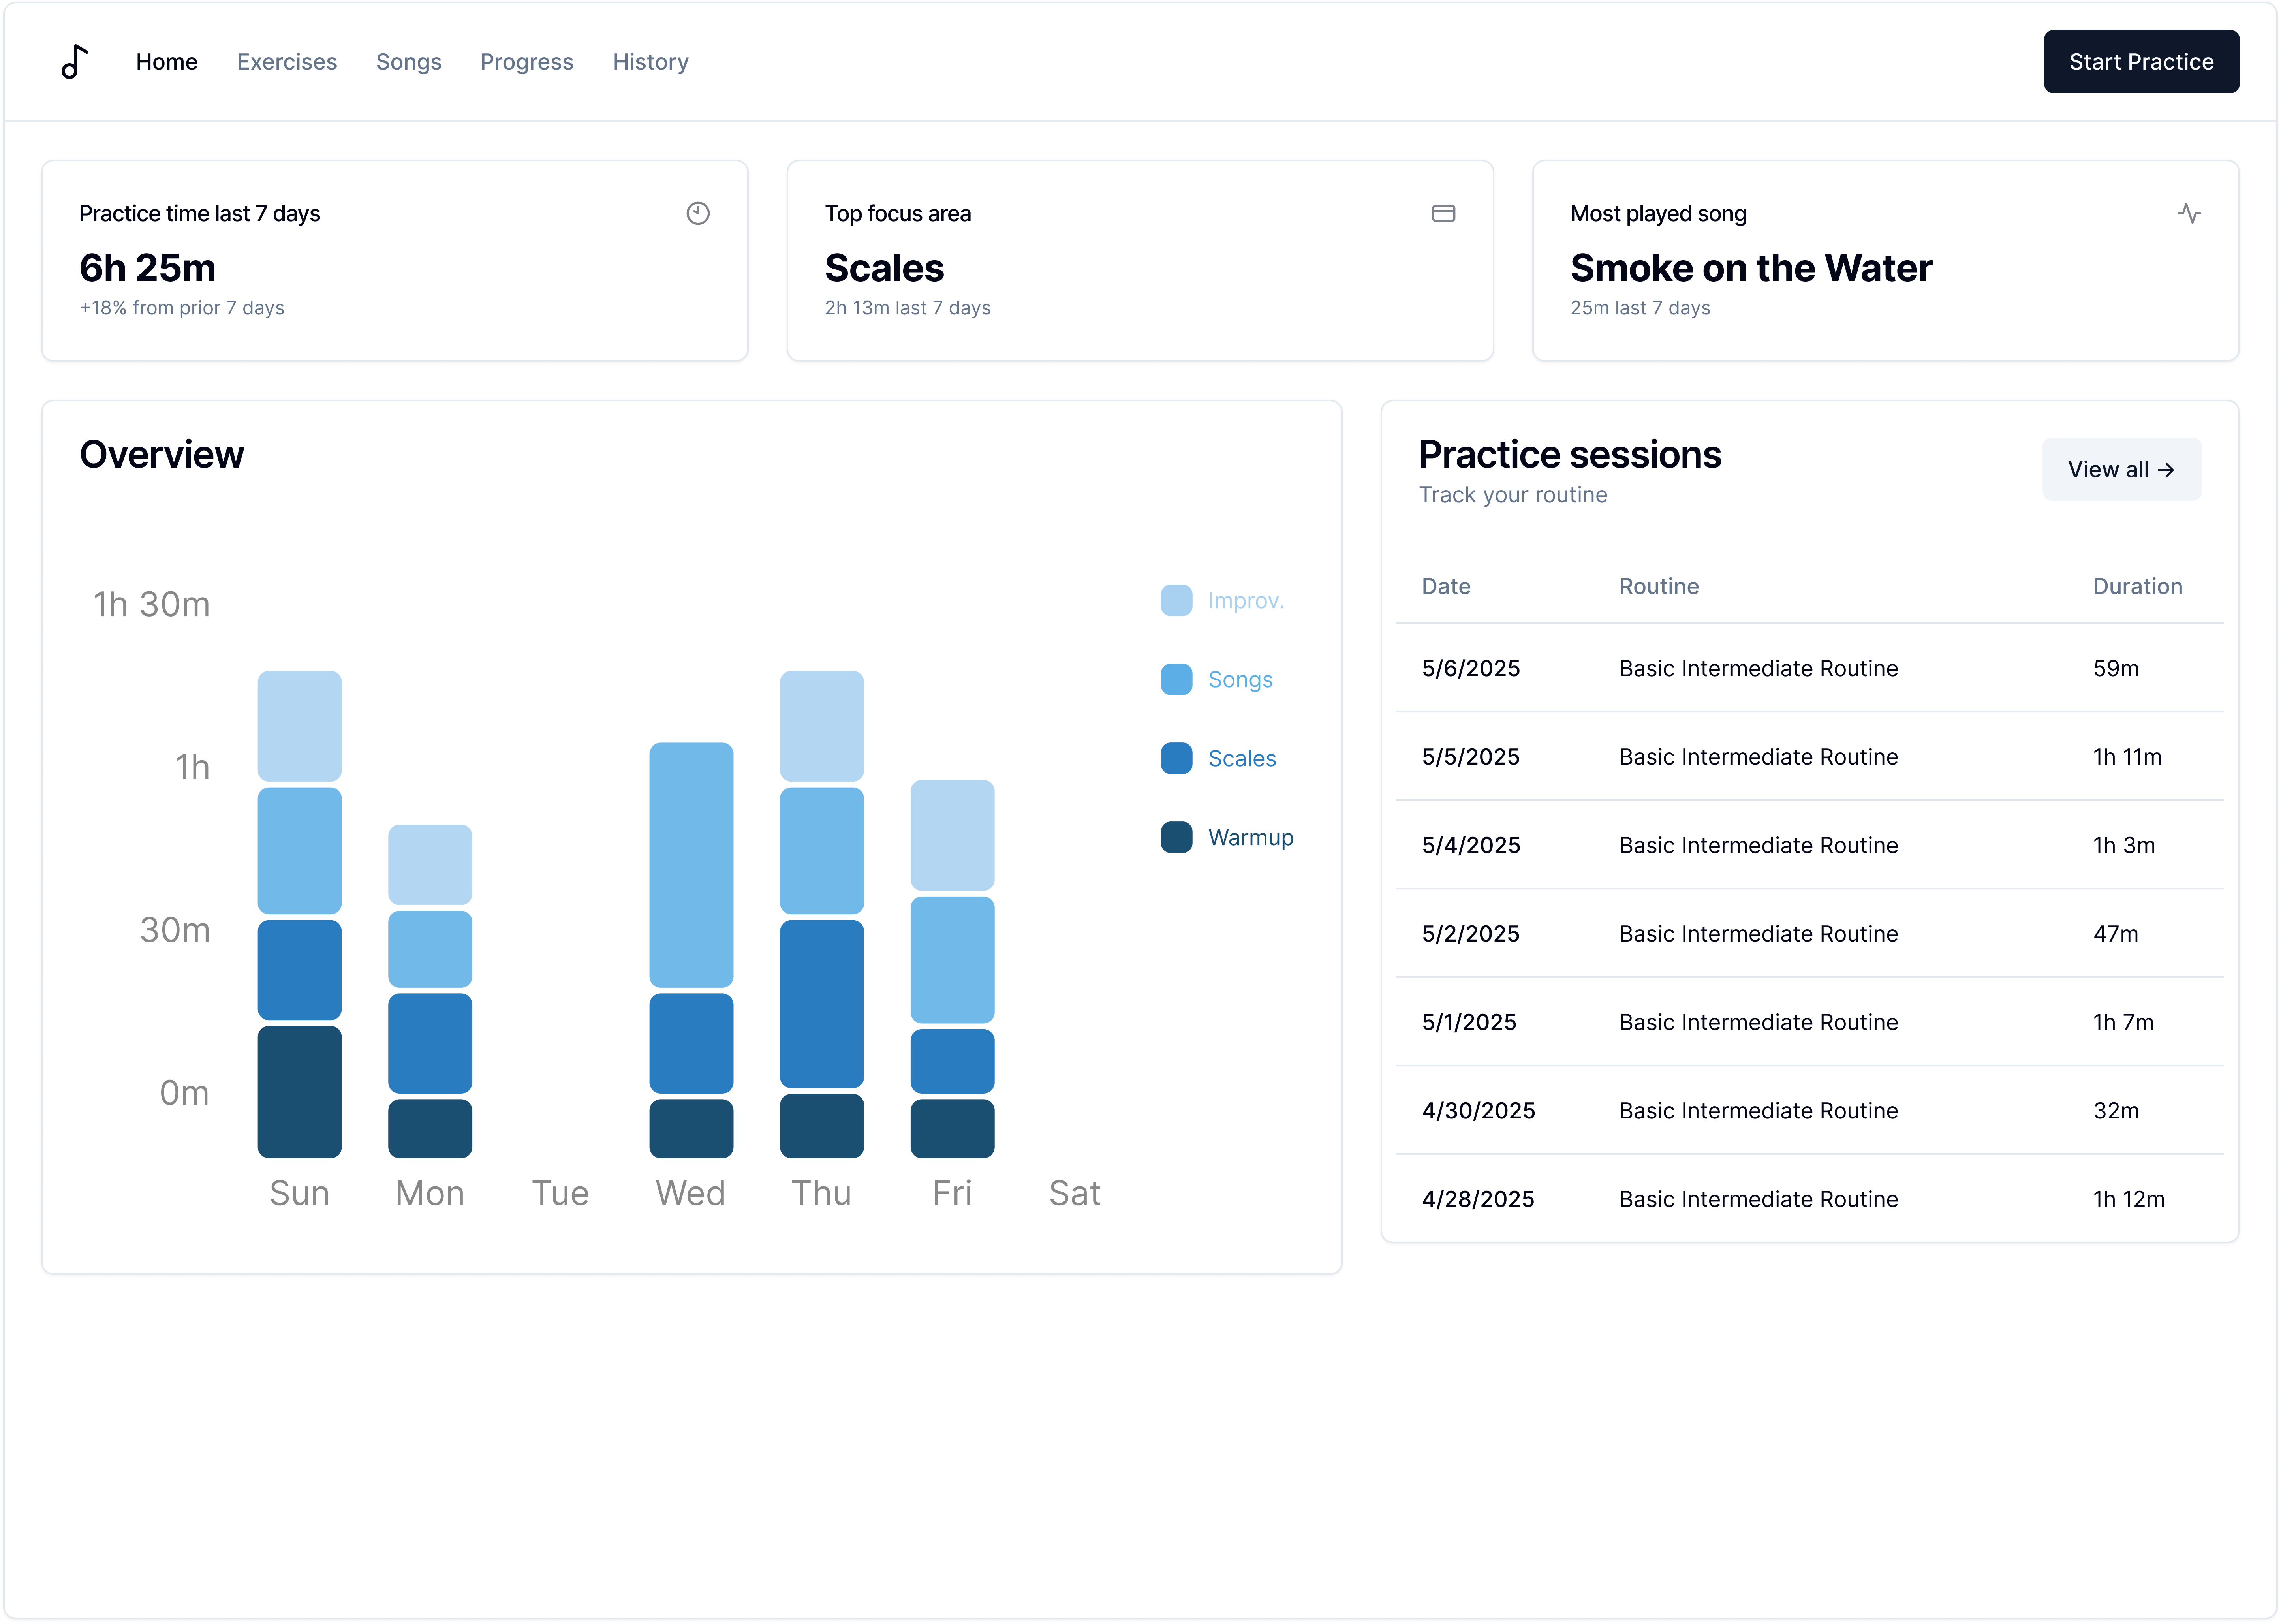 Home Exercises Songs Progress History Start Practice
Practice time last 7 days
6h 25m
+18% from prior 7 days
Top focus area
Scales
2h 13m last 7 days
Most played song
Smoke on the Water
25m last 7 days
Overview
1h 30m
1h
30m
0m
Sun Mon Tue Wed Thu Fri Sat
Improv.
Songs
Scales
Warmup
Practice sessions
Track your routine
View all →
Date Routine Duration
5/6/2025 Basic Intermediate Routine 59m
5/5/2025 Basic Intermediate Routine 1h 11m
5/4/2025 Basic Intermediate Routine 1h 3m
5/2/2025 Basic Intermediate Routine 47m
5/1/2025 Basic Intermediate Routine 1h 7m
4/30/2025 Basic Intermediate Routine 32m
4/28/2025 Basic Intermediate Routine 1h 12m